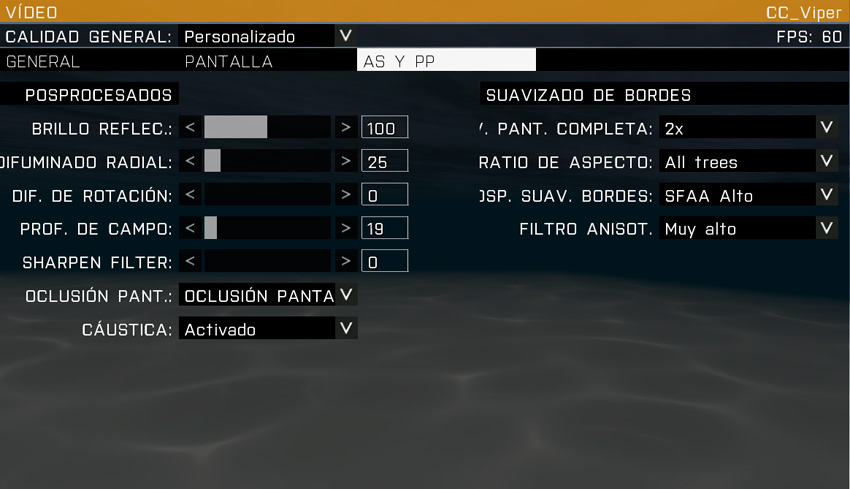 VÍDEO CC_Viper
CALIDAD GENERAL: Personalizado FPS: 60
GENERAL PANTALLA AS Y PP
POSPROCESADOS
BRILLO REFLEC.: < > 100
DIFUMINADO RADIAL: < > 25
DIF. DE ROTACIÓN: < > 0
PROF. DE CAMPO: < > 19
SHARPEN FILTER: < > 0
OCLUSIÓN PANT.: OCLUSIÓN PANTA
CÁUSTICA: Activado
SUAVIZADO DE BORDES
PANT. COMPLETA: 2x
RATIO DE ASPECTO: All trees
SUAV. BORDES: SFAA Alto
FILTRO ANISOT. Muy alto